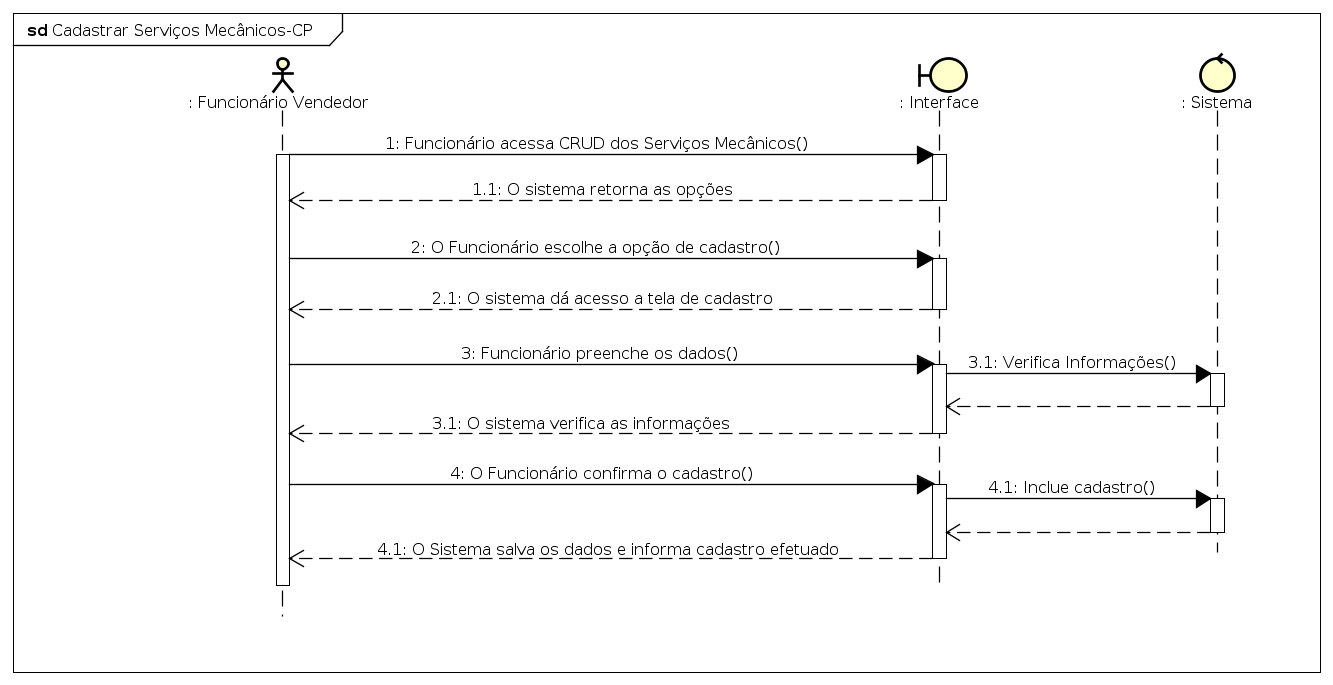 sd Cadastrar Serviços Mecânicos-CP
: Funcionário Vendedor
: Interface
: Sistema
1: Funcionário acessa CRUD dos Serviços Mecânicos()
1.1: O sistema retorna as opções
2: O Funcionário escolhe a opção de cadastro()
2.1: O sistema dá acesso a tela de cadastro
3: Funcionário preenche os dados()
3.1: Verifica Informações()
3.1: O sistema verifica as informações
4: O Funcionário confirma o cadastro()
4.1: Inclue cadastro()
4.1: O Sistema salva os dados e informa cadastro efetuado